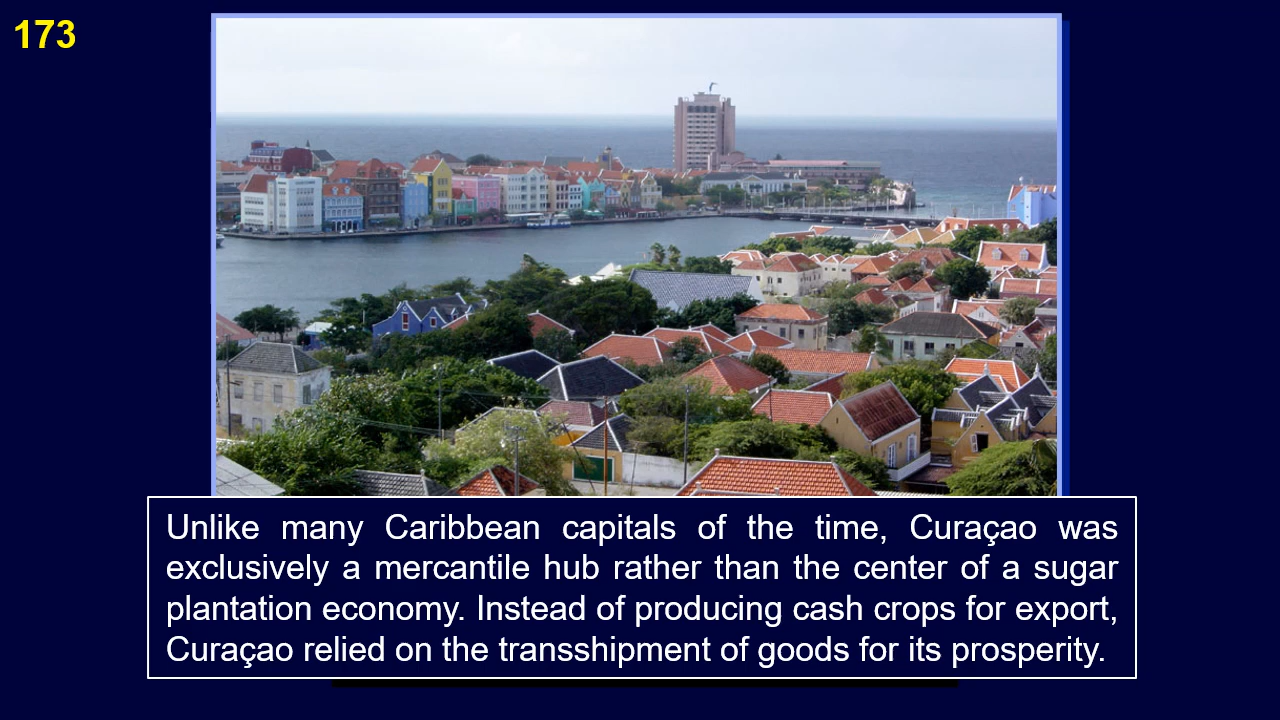 173
Unlike many Caribbean capitals of the time, Curaçao was
exclusively a mercantile hub rather than the center of a sugar
plantation economy. Instead of producing cash crops for export,
Curaçao relied on the transshipment of goods for its prosperity.